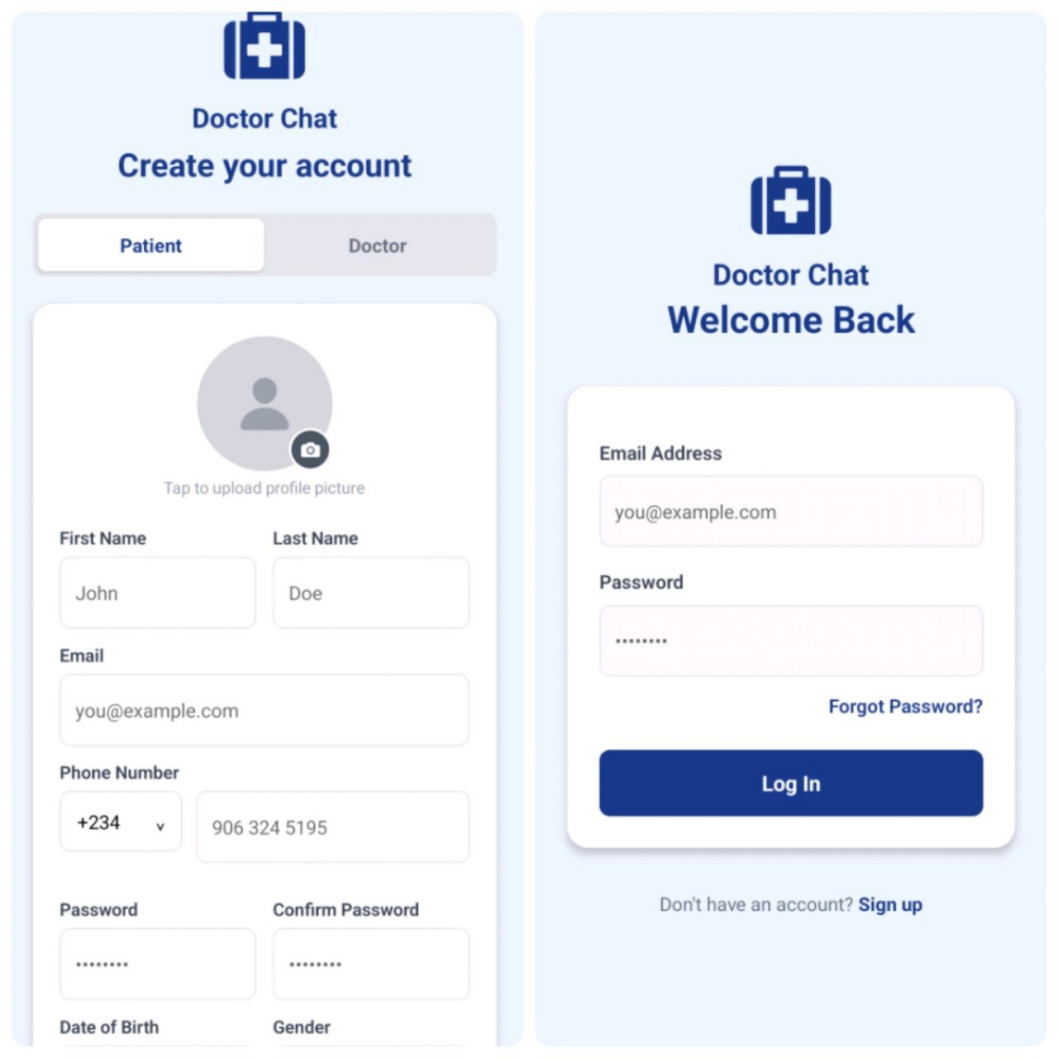 Doctor Chat
Create your account
Patient Doctor
Tap to upload profile picture
First Name Last Name
John Doe
Email
you@example.com
Phone Number
+234 v 906 324 5195
Password Confirm Password
•••••••• ••••••••
Date of Birth Gender
Doctor Chat
Welcome Back
Email Address
you@example.com
Password
••••••••
Forgot Password?
Log In
Don't have an account? Sign up